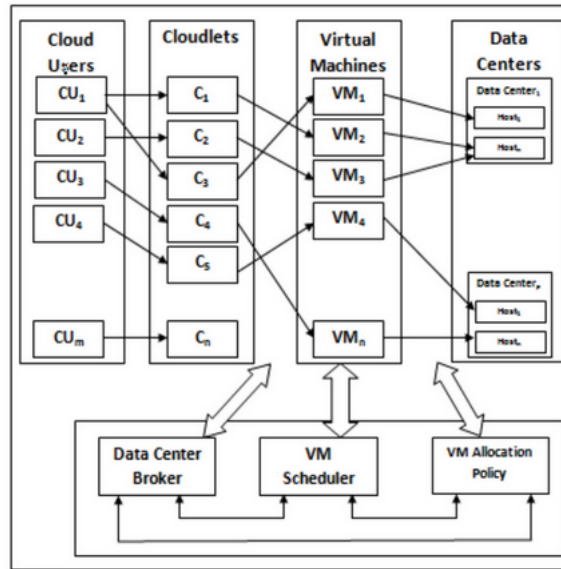 Cloud
Users
CU₁
CU₂
CU₃
CU₄
CUₘ
Cloudlets
C₁
C₂
C₃
C₄
C₅
Cₙ
Virtual
Machines
VM₁
VM₂
VM₃
VM₄
VMₙ
Data
Centers
Data Center₁
Host₁
Hostₙ
Data Centerₚ
Host₁
Hostₙ
Data Center
Broker
VM
Scheduler
VM Allocation
Policy